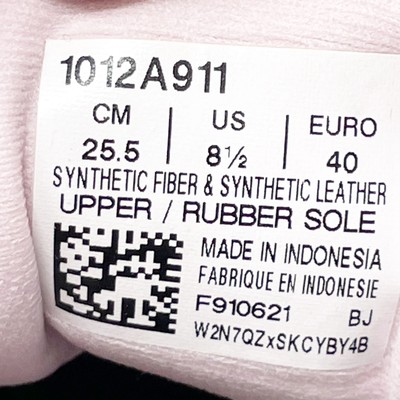 1012A911
CM | US | EURO
25.5 | 8½ | 40
SYNTHETIC FIBER & SYNTHETIC LEATHER
UPPER / RUBBER SOLE
MADE IN INDONESIA
FABRIQUE EN INDONESIE
F910621 BJ
W2N7QZxSKCYBY4B